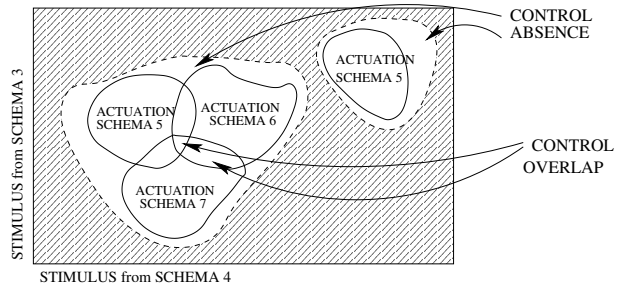 CONTROL
ABSENCE
ACTUATION
SCHEMA 5
ACTUATION
SCHEMA 5
ACTUATION
SCHEMA 6
ACTUATION
SCHEMA 7
CONTROL
OVERLAP
STIMULUS from SCHEMA 3
STIMULUS from SCHEMA 4